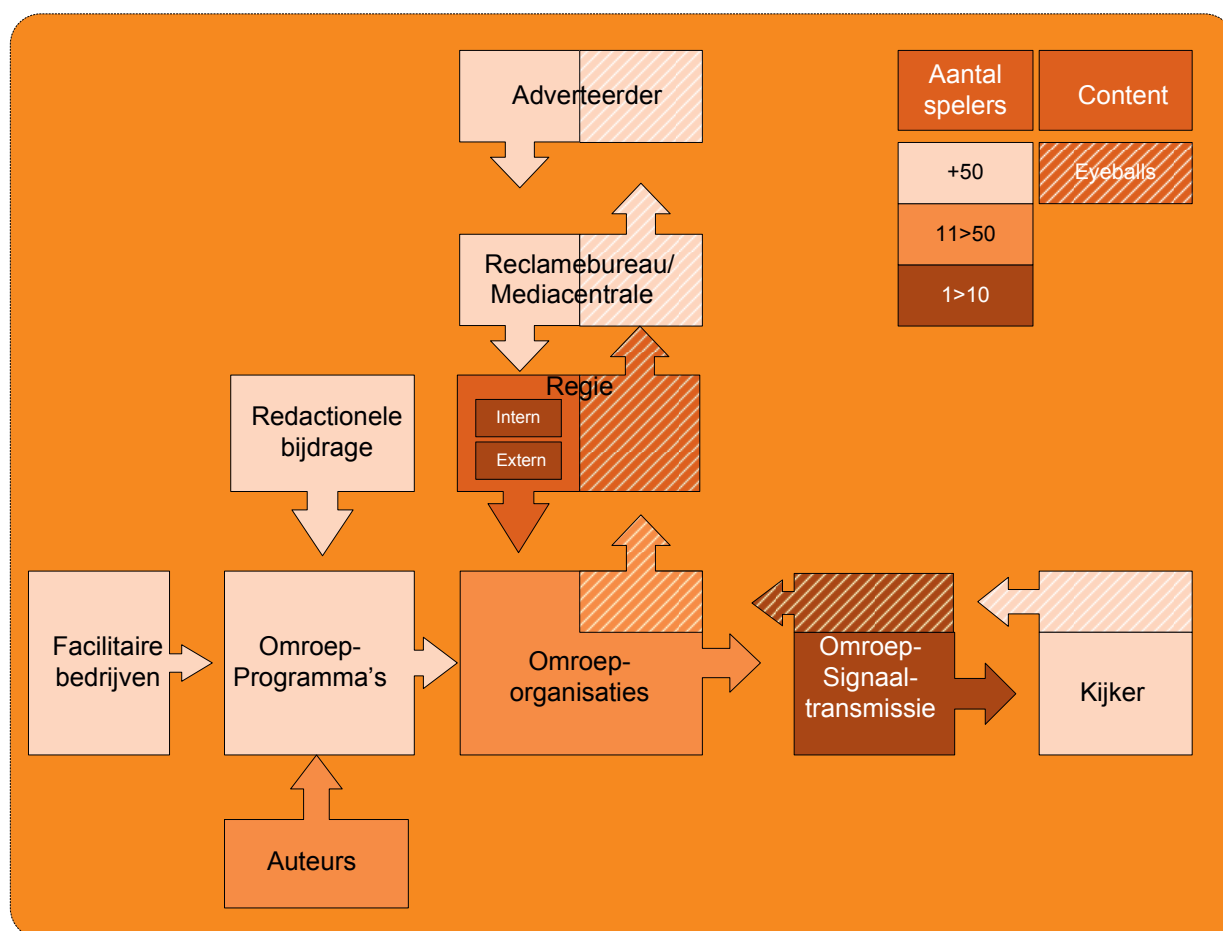 Adverteerder
Aantal
spelers
Content
+50
Eyeballs
11>50
1>10
Reclamebureau/
Mediacentrale
Regie
Intern
Extern
Redactionele
bijdrage
Facilitaire
bedrijven
Omroep-
Programma's
Omroep-
organisaties
Omroep-
Signaal-
transmissie
Kijker
Auteurs